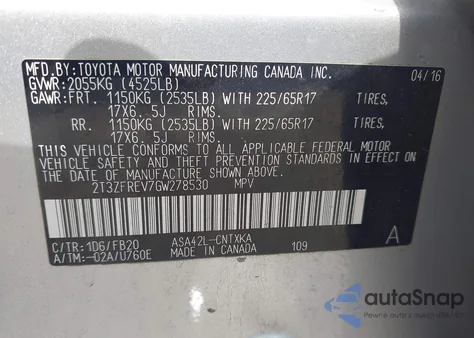 MFD.BY:TOYOTA MOTOR MANUFACTURING CANADA INC. 04/16
GVWR:2055KG (4525LB)
GAWR:FRT. 1150KG (2535LB) WITH 225/65R17 TIRES,
17X6. 5J RIMS.
RR. 1150KG (2535LB) WITH 225/65R17 TIRES,
17X6. 5J RIMS.
THIS VEHICLE CONFORMS TO ALL APPLICABLE FEDERAL MOTOR
VEHICLE SAFETY AND THEFT PREVENTION STANDARDS IN EFFECT ON
THE DATE OF MANUFACTURE SHOWN ABOVE.
2T3ZFREV7GW278530 MPV
C/TR:1D6/FB20 ASA42L-CNTXKA A
A/TM:-02A/U760E MADE IN CANADA 109
autoSnap
Pewne auto z move